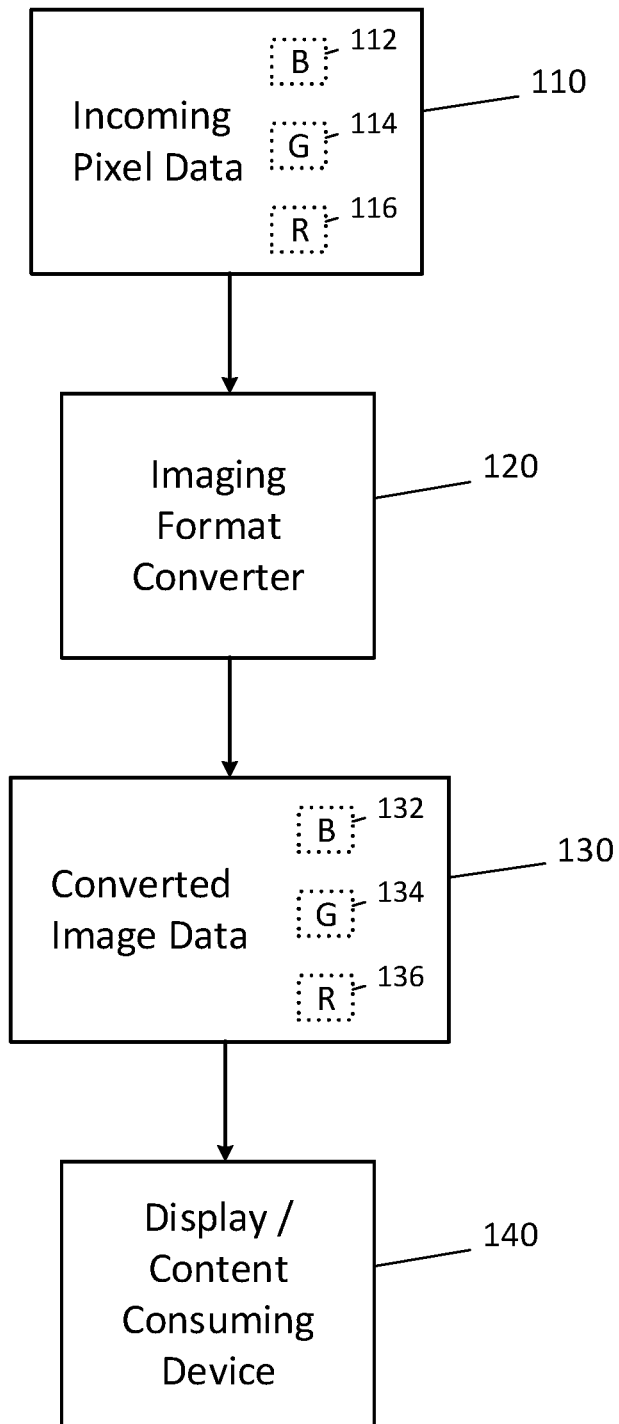 B 112
110
Incoming
G 114
Pixel Data
R 116
Imaging
120
Format
Converter
B 132
130
Converted
G 134
Image Data
R 136
Display /
140
Content
Consuming
Device